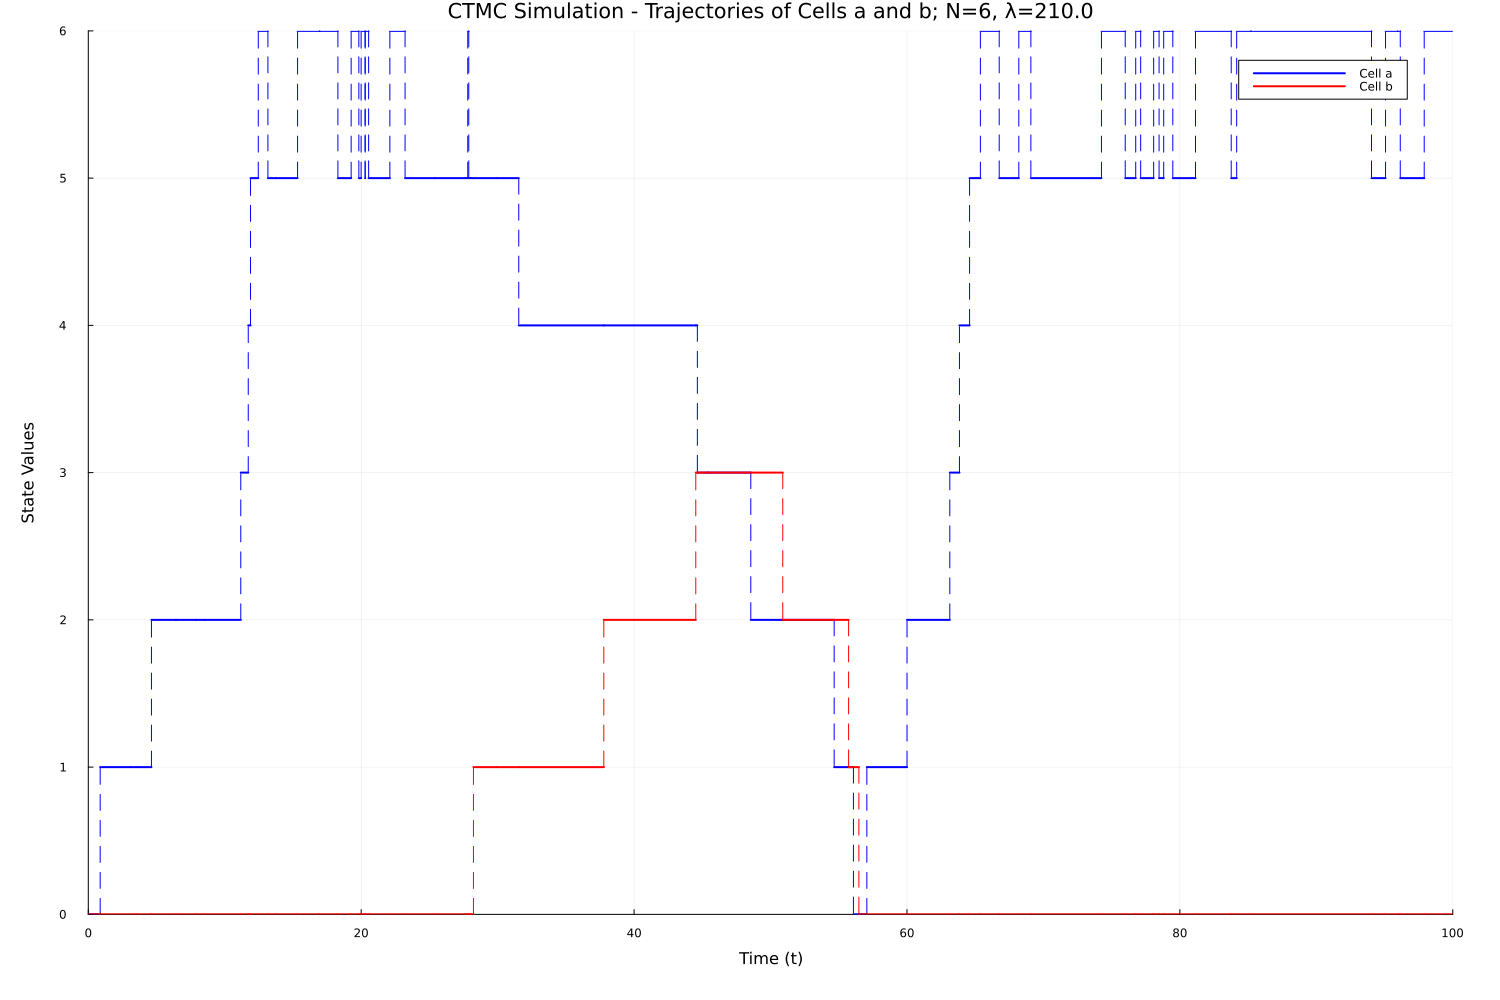 CTMC Simulation - Trajectories of Cells a and b; N=6, λ=210.0
6
Cell a
Cell b
5
4
State Values
3
2
1
0
0 20 40 60 80 100
Time (t)